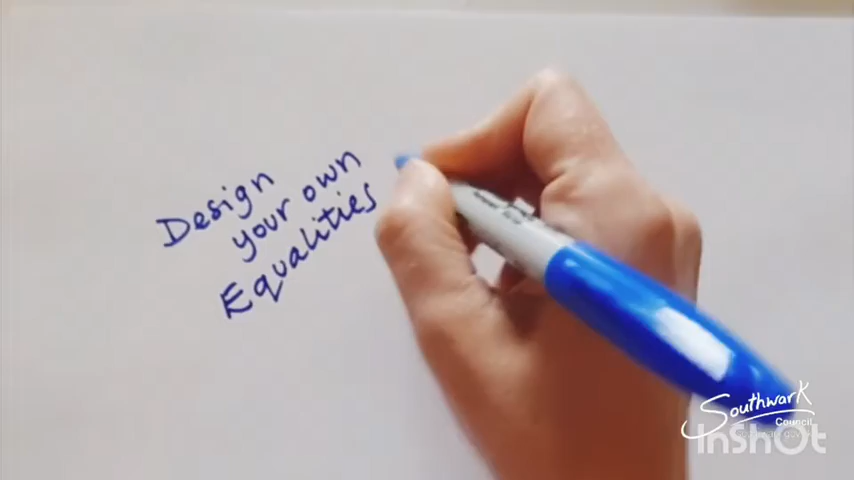 Design
your own
Equalities
Southwark
Council
InShOt